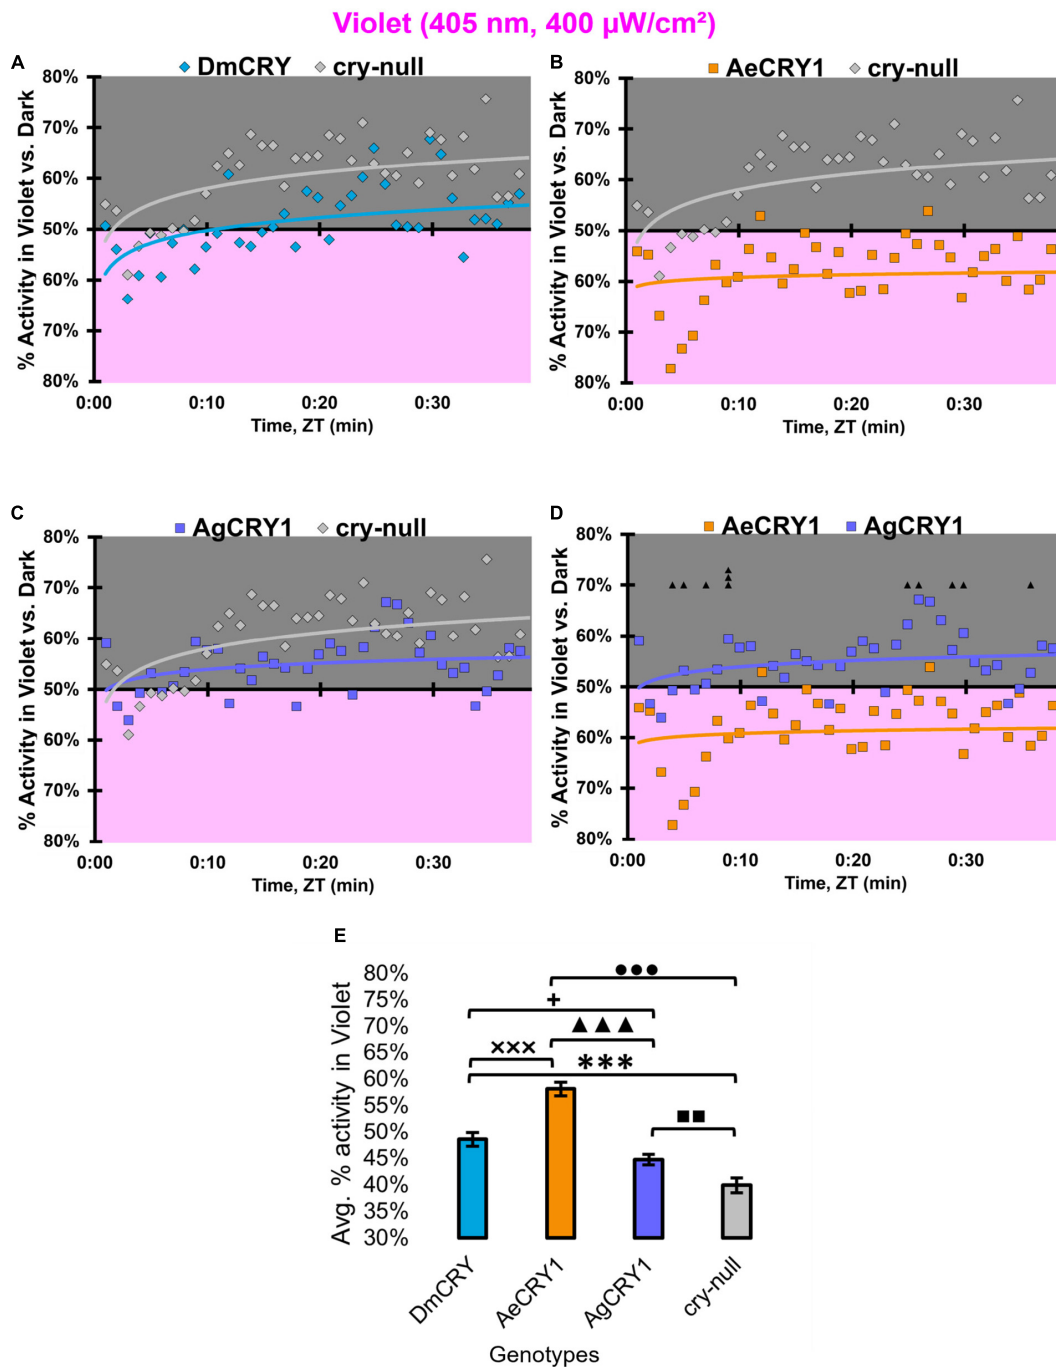 Violet (405 nm, 400 µW/cm²)
A
DmCRY cry-null
% Activity in Violet vs. Dark
80%
70%
60%
50%
60%
70%
80%
0:00 0:10 0:20 0:30
Time, ZT (min)
B
AeCRY1 cry-null
% Activity in Violet vs. Dark
80%
70%
60%
50%
60%
70%
80%
0:00 0:10 0:20 0:30
Time, ZT (min)
C
AgCRY1 cry-null
% Activity in Violet vs. Dark
80%
70%
60%
50%
60%
70%
80%
0:00 0:10 0:20 0:30
Time, ZT (min)
D
AeCRY1 AgCRY1
% Activity in Violet vs. Dark
80%
70%
60%
50%
60%
70%
80%
0:00 0:10 0:20 0:30
Time, ZT (min)
E
Avg. % activity in Violet
80%
75%
70%
65%
60%
55%
50%
45%
40%
35%
30%
●●●
+
▲▲▲
×××
***
■■
DmCRY AeCRY1 AgCRY1 cry-null
Genotypes